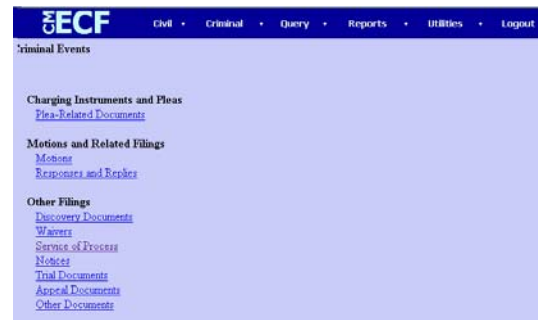 CM ECF Civil • Criminal • Query • Reports • Utilities • Logout
riminal Events
Charging Instruments and Pleas
Plea-Related Documents
Motions and Related Filings
Motions
Responses and Replies
Other Filings
Discovery Documents
Waivers
Service of Process
Notices
Trial Documents
Appeal Documents
Other Documents